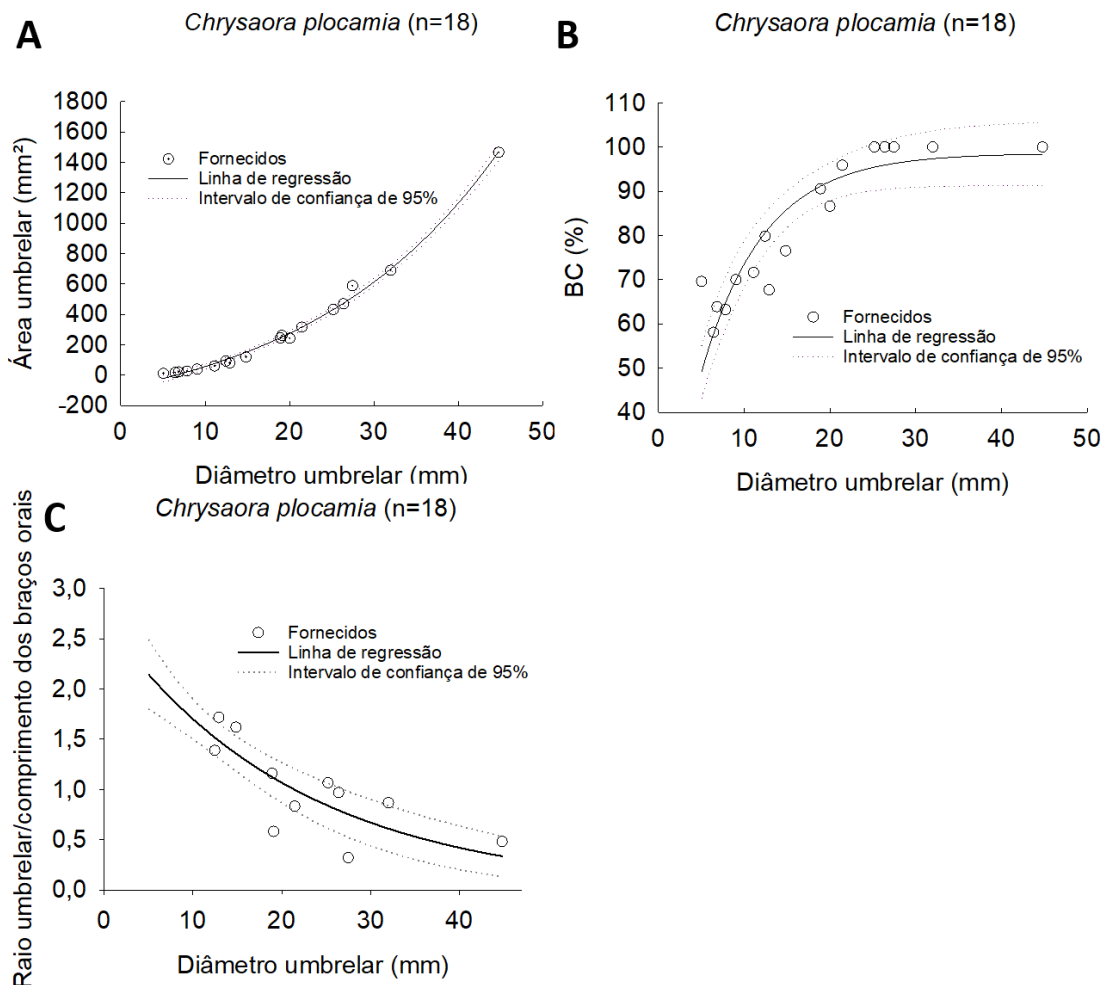 A
Chrysaora plocamia (n=18)
Área umbrelar (mm²)
1800
1600
1400
1200
1000
800
600
400
200
0
-200
Fornecidos
Linha de regressão
Intervalo de confiança de 95%
0 10 20 30 40 50
Diâmetro umbrelar (mm)
B
Chrysaora plocamia (n=18)
BC (%)
110
100
90
80
70
60
50
40
Fornecidos
Linha de regressão
Intervalo de confiança de 95%
0 10 20 30 40 50
Diâmetro umbrelar (mm)
C
Chrysaora plocamia (n=18)
Raio umbrelar/comprimento dos braços orais
3,0
2,5
2,0
1,5
1,0
0,5
0,0
Fornecidos
Linha de regressão
Intervalo de confiança de 95%
0 10 20 30 40
Diâmetro umbrelar (mm)